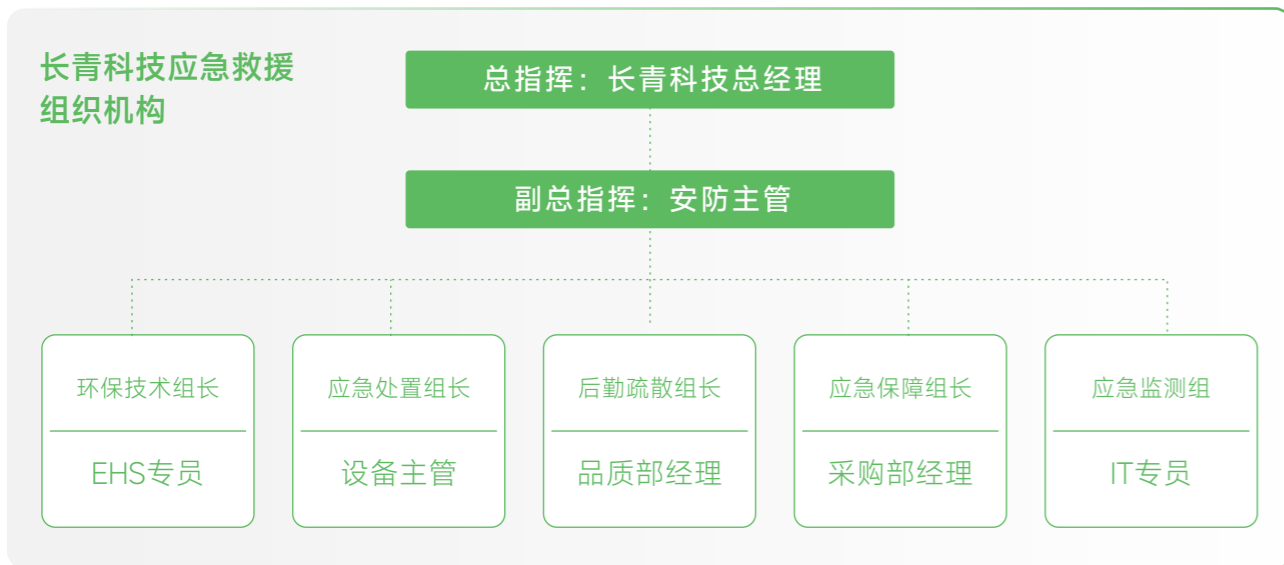 长青科技应急救援
组织机构
总指挥：长青科技总经理
副总指挥：安防主管
环保技术组长
EHS专员
应急处置组长
设备主管
后勤疏散组长
品质部经理
应急保障组长
采购部经理
应急监测组
IT专员